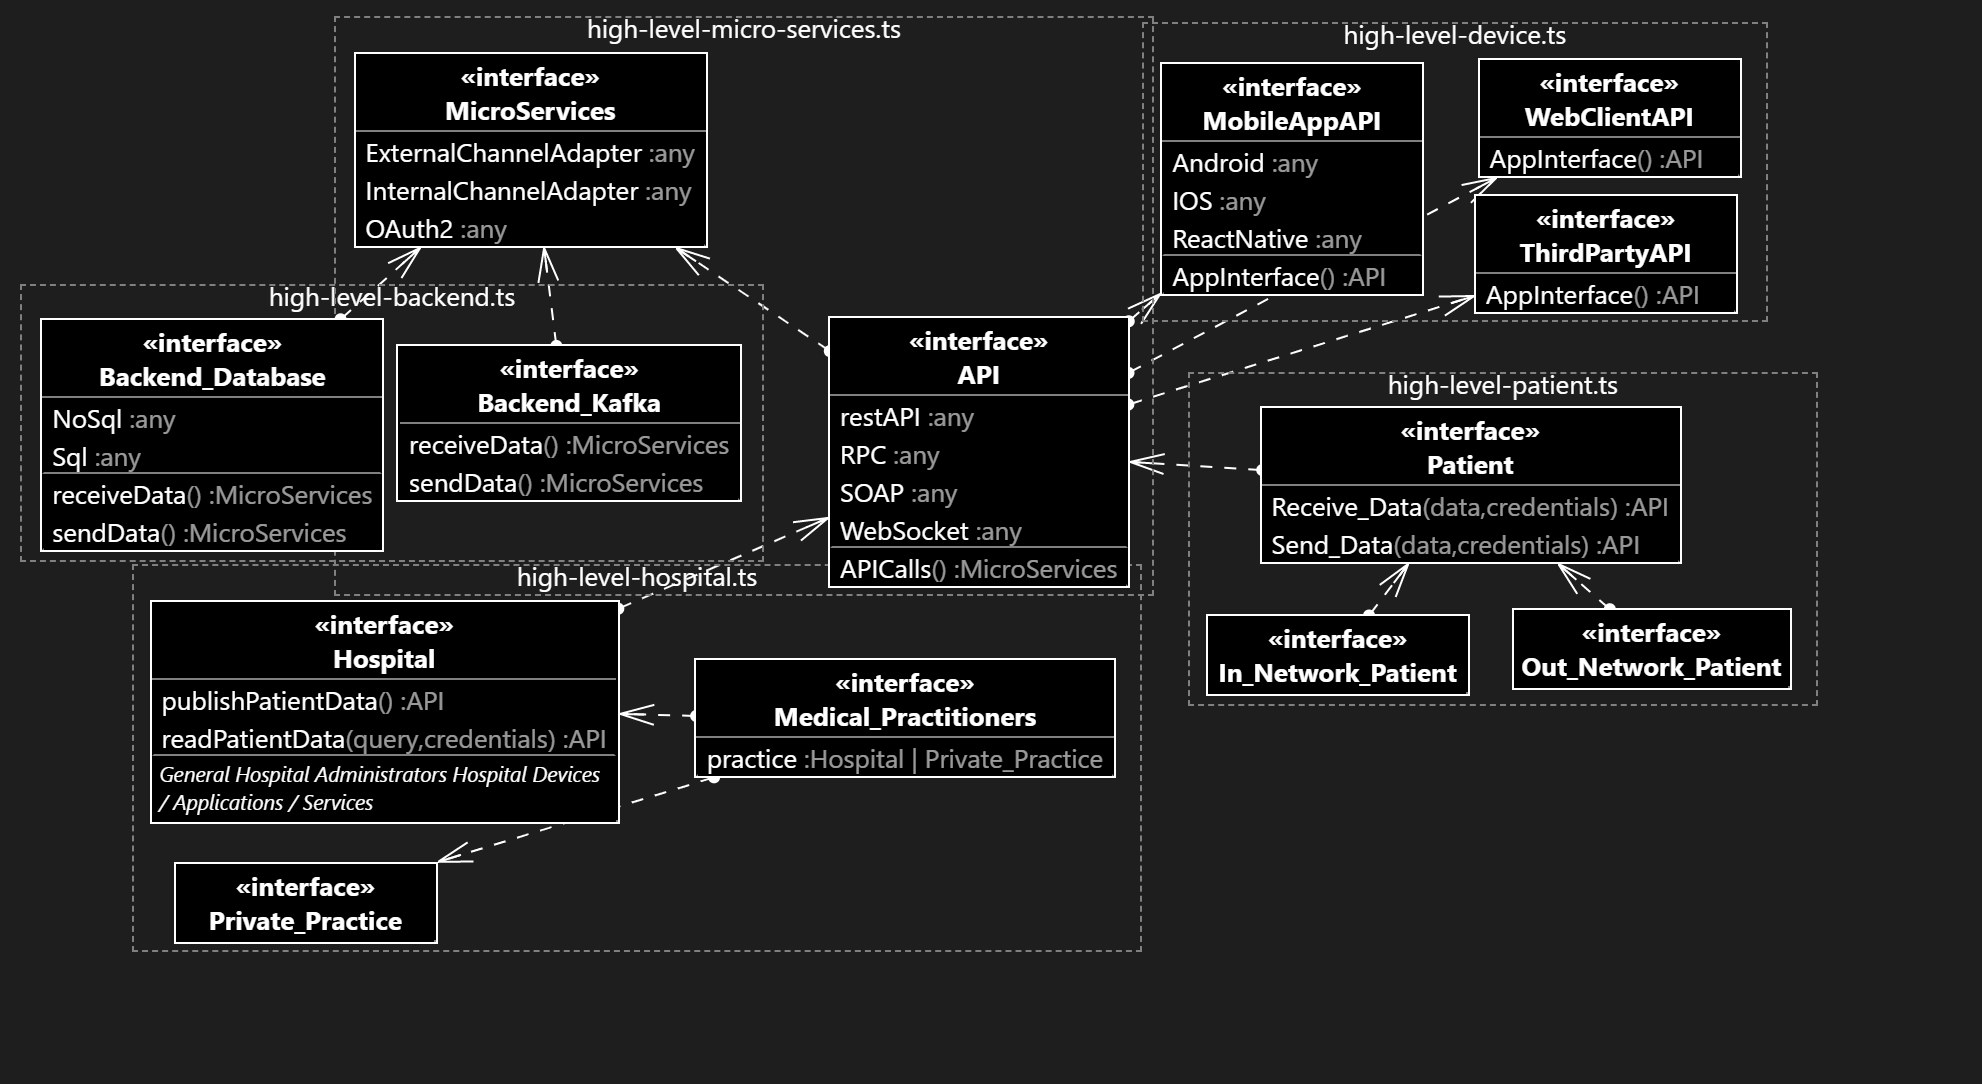 high-level-micro-services.ts
«interface»
MicroServices
ExternalChannelAdapter :any
InternalChannelAdapter :any
OAuth2 :any
high-level-device.ts
«interface»
MobileAppAPI
Android :any
IOS :any
ReactNative :any
AppInterface() :API
«interface»
WebClientAPI
AppInterface() :API
«interface»
ThirdPartyAPI
AppInterface() :API
high-level-backend.ts
«interface»
Backend_Database
NoSql :any
Sql :any
receiveData() :MicroServices
sendData() :MicroServices
«interface»
Backend_Kafka
receiveData() :MicroServices
sendData() :MicroServices
«interface»
API
restAPI :any
RPC :any
SOAP :any
WebSocket :any
APICalls() :MicroServices
high-level-patient.ts
«interface»
Patient
Receive_Data(data,credentials) :API
Send_Data(data,credentials) :API
«interface»
In_Network_Patient
«interface»
Out_Network_Patient
high-level-hospital.ts
«interface»
Hospital
publishPatientData() :API
readPatientData(query,credentials) :API
General Hospital Administrators Hospital Devices
/ Applications / Services
«interface»
Medical_Practitioners
practice :Hospital | Private_Practice
«interface»
Private_Practice